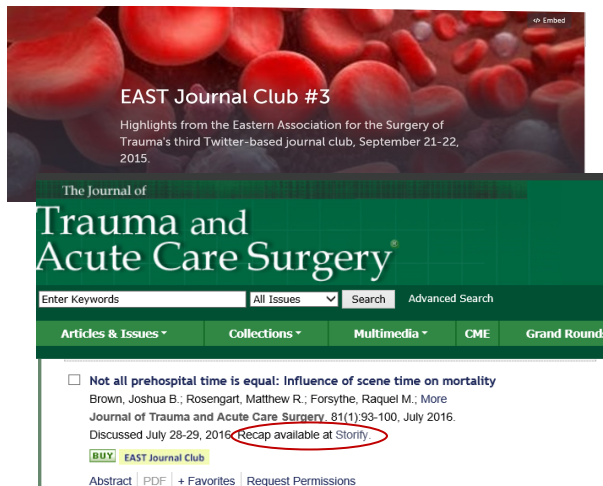 </> Embed
EAST Journal Club #3
Highlights from the Eastern Association for the Surgery of
Trauma's third Twitter-based journal club, September 21-22,
2015.
The Journal of
Trauma and
Acute Care Surgery®
Enter Keywords All Issues Search Advanced Search
Articles & Issues Collections Multimedia CME Grand Rounds
Not all prehospital time is equal: Influence of scene time on mortality
Brown, Joshua B.; Rosengart, Matthew R.; Forsythe, Raquel M.; More
Journal of Trauma and Acute Care Surgery. 81(1):93-100, July 2016.
Discussed July 28-29, 2016. Recap available at Storify.
BUY EAST Journal Club
Abstract | PDF | + Favorites | Request Permissions